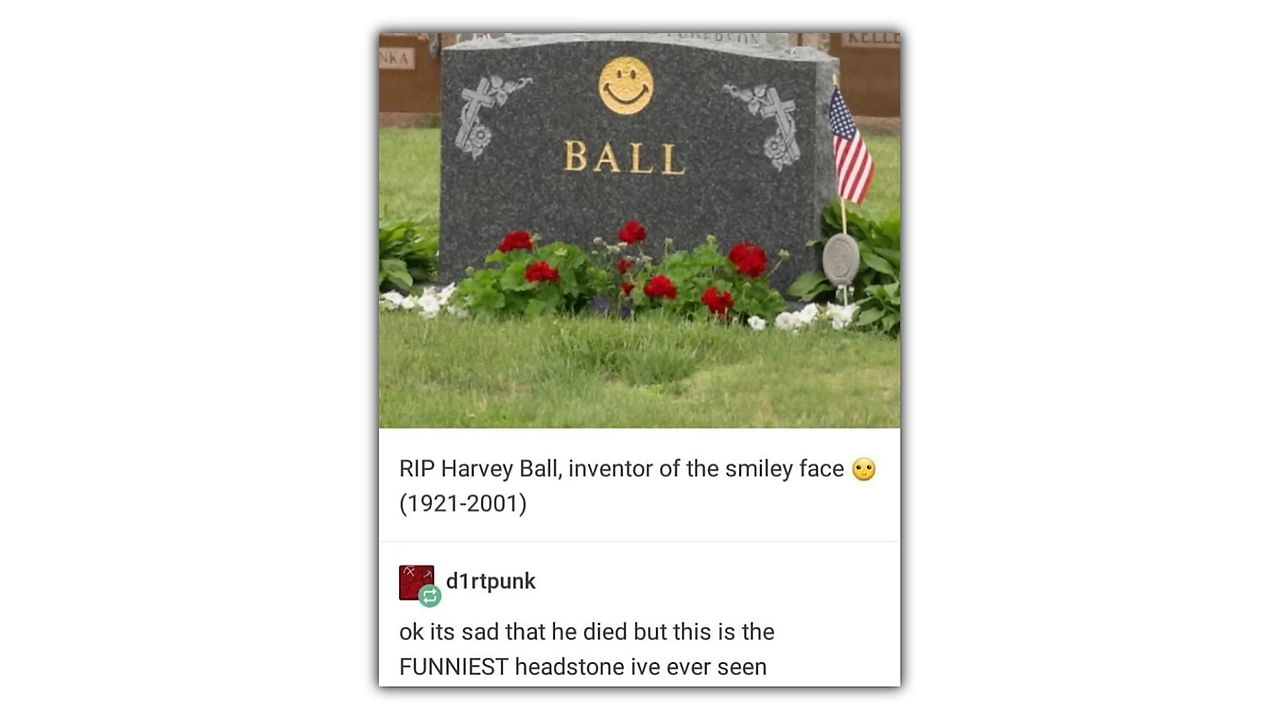 NKA
BALL
RIP Harvey Ball, inventor of the smiley face 🙂
(1921-2001)
d1rtpunk
ok its sad that he died but this is the
FUNNIEST headstone ive ever seen